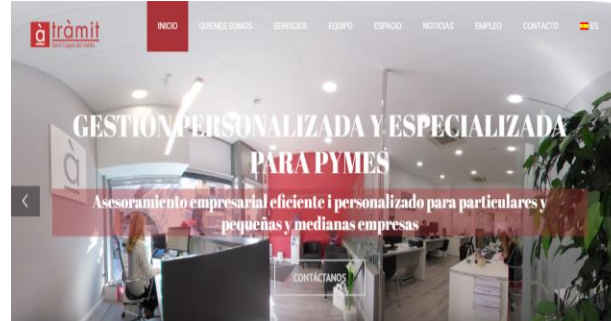 à tràmit
Sant Cugat del Vallès
INICIO QUIENES SOMOS SERVICIOS EQUIPO ESPACIO NOTICIAS EMPLEO CONTACTO ES
à
GESTIÓN PERSONALIZADA Y ESPECIALIZADA
PARA PYMES
Asesoramiento empresarial eficiente i personalizado para particulares y
pequeñas y medianas empresas
CONTÁCTANOS